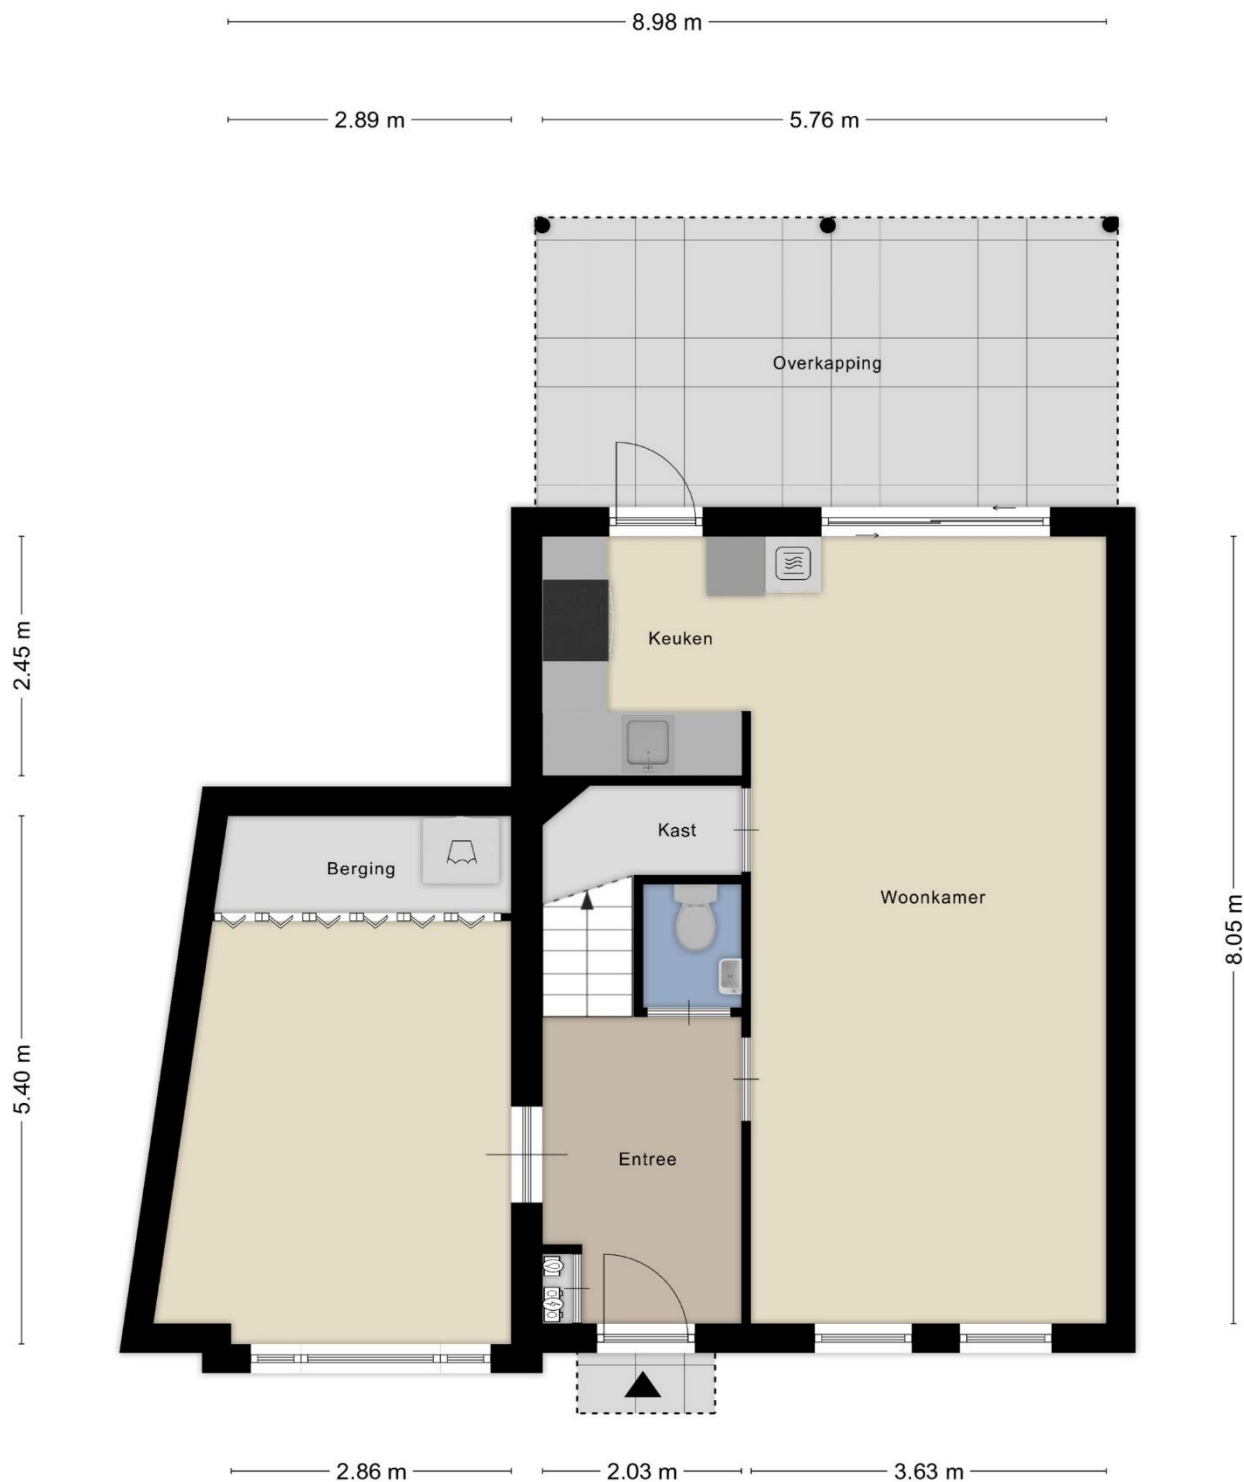 8.98 m
2.89 m
5.76 m
Overkapping
Keuken
2.45 m
Kast
Berging
Woonkamer
8.05 m
5.40 m
Entree
2.86 m
2.03 m
3.63 m